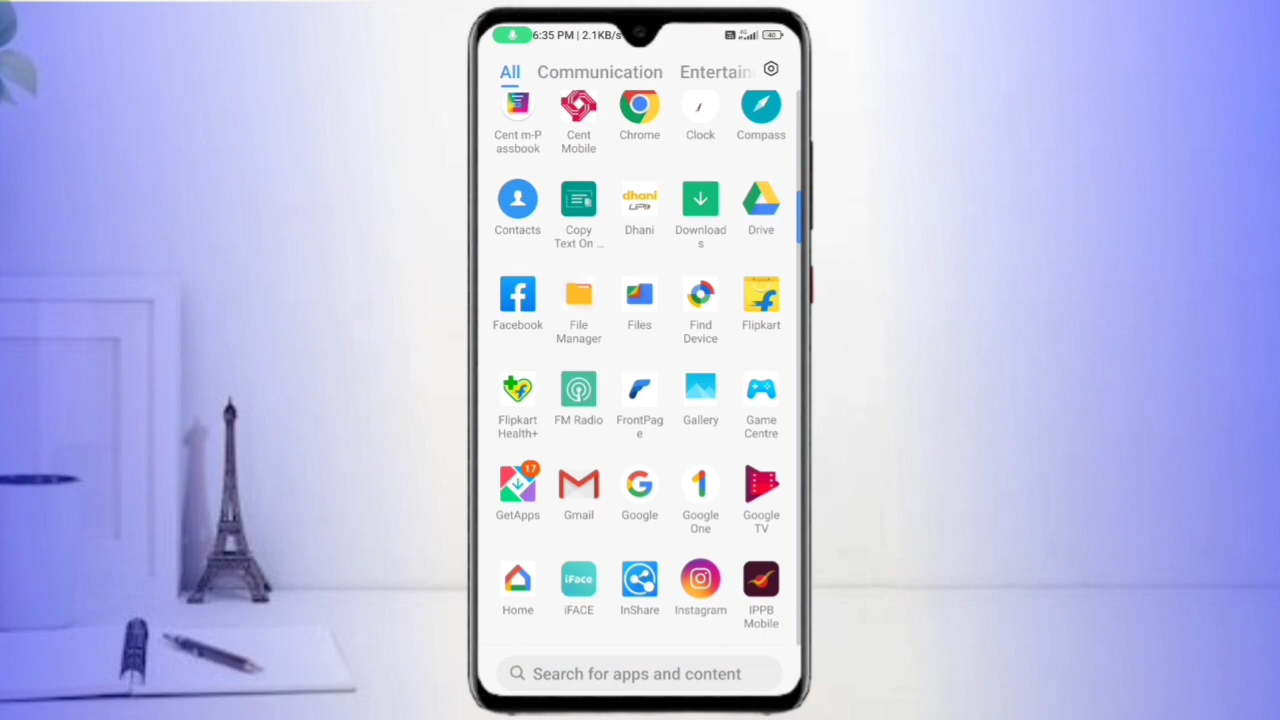 6:35 PM | 2.1KB/s 4G 40
All Communication Entertain
Cent m-P
assbook
Cent
Mobile
Chrome
Clock
Compass
Contacts
Copy
Text On ...
dhani
UPI
Dhani
Download
s
Drive
Facebook
File
Manager
Files
Find
Device
Flipkart
Flipkart
Health+
FM Radio
FrontPag
e
Gallery
Game
Centre
17
GetApps
Gmail
Google
Google
One
Google
TV
Home
iFace
iFACE
InShare
Instagram
IPPB
Mobile
Search for apps and content